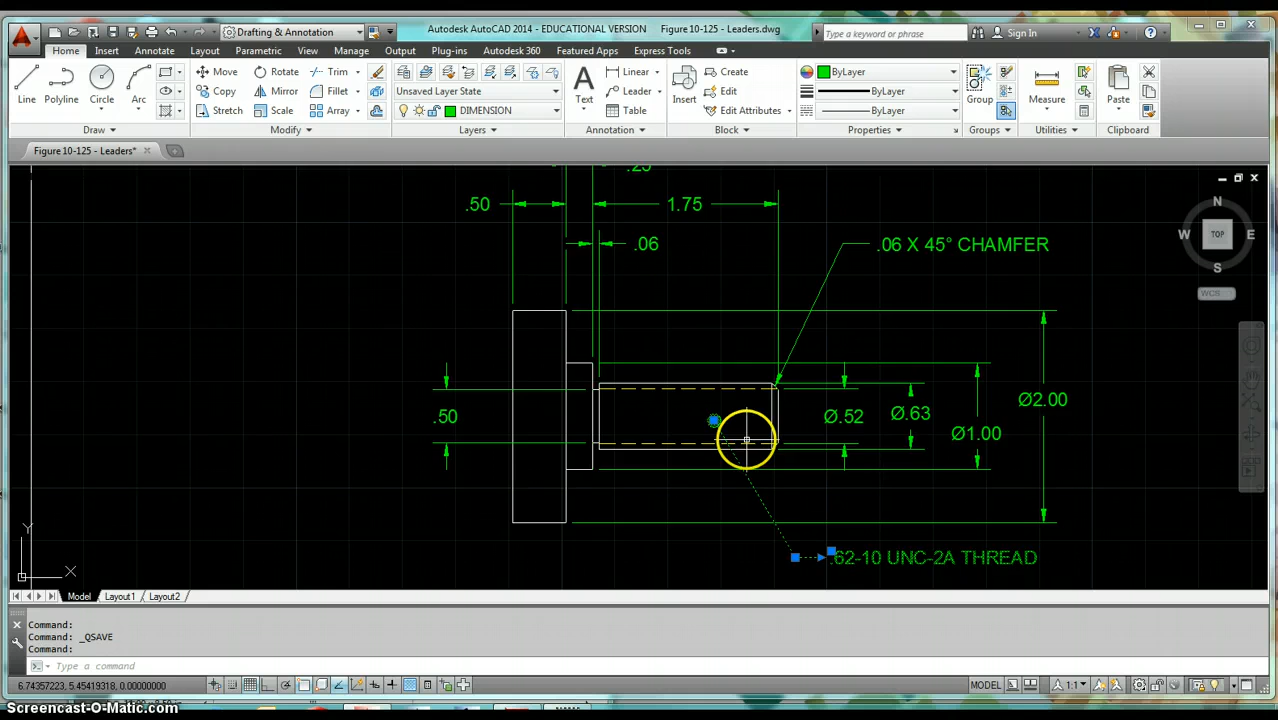 Drafting & Annotation
Autodesk AutoCAD 2014 - EDUCATIONAL VERSION Figure 10-125 - Leaders.dwg
Type a keyword or phrase
Sign In
Home Insert Annotate Layout Parametric View Manage Output Plug-ins Autodesk 360 Featured Apps Express Tools
Line
Polyline
Circle
Arc
Move
Rotate
Trim
Copy
Mirror
Fillet
Stretch
Scale
Array
Unsaved Layer State
DIMENSION
Text
Linear
Leader
Table
Insert
Create
Edit
Edit Attributes
ByLayer
ByLayer
ByLayer
Group
Measure
Paste
Draw Modify Layers Annotation Block Properties Groups Utilities Clipboard
Figure 10-125 - Leaders*
.25
.50
1.75
.06
.06 X 45° CHAMFER
.50
Ø.52
Ø.63
Ø1.00
Ø2.00
.62-10 UNC-2A THREAD
N
W
TOP
E
S
WCS
Y
X
Model Layout1 Layout2
Command:
Command: _QSAVE
Command:
Type a command
6.74357223, 5.45419318, 0.00000000
MODEL
1:1
Screencast-O-Matic.com